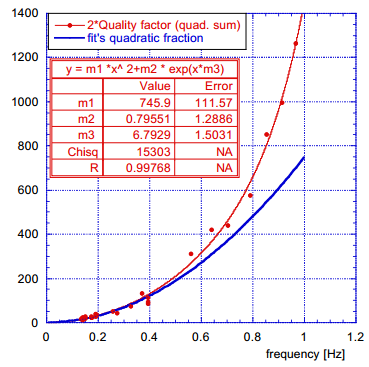 1400
1200
1000
800
600
400
200
0
2*Quality factor (quad. sum)
fit's quadratic fraction
y = m1 *x^ 2+m2 * exp(x*m3)
Value Error
m1 745.9 111.57
m2 0.79551 1.2886
m3 6.7929 1.5031
Chisq 15303 NA
R 0.99768 NA
0 0.2 0.4 0.6 0.8 1 1.2
frequency [Hz]